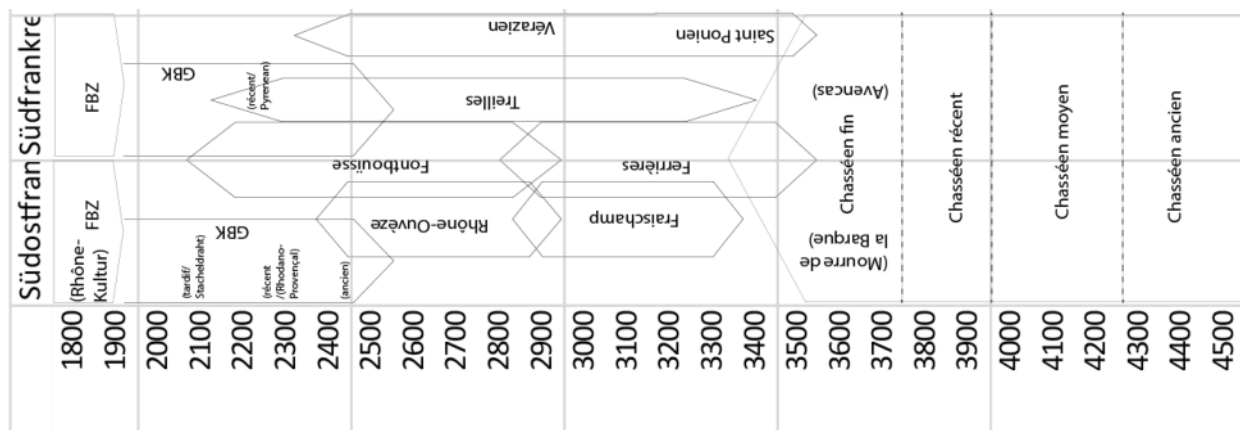 Südfrankre
FBZ
GBK
(récent/
Pyrenean)
Vérazien
Saint Ponien
Treilles
Fontbouïsse
Ferrières
(Avencas)
Chasséen fin
Chasséen récent
Chasséen moyen
Chasséen ancien
Südostfran
(Rhône-
Kultur)
FBZ
GBK
(tardif/
Stacheldraht)
(récent
/(Rhodano-
Provençal)
(ancien)
Rhône-Ouvèze
Fraischamp
(Mourre de
la Barque)
1800
1900
2000
2100
2200
2300
2400
2500
2600
2700
2800
2900
3000
3100
3200
3300
3400
3500
3600
3700
3800
3900
4000
4100
4200
4300
4400
4500